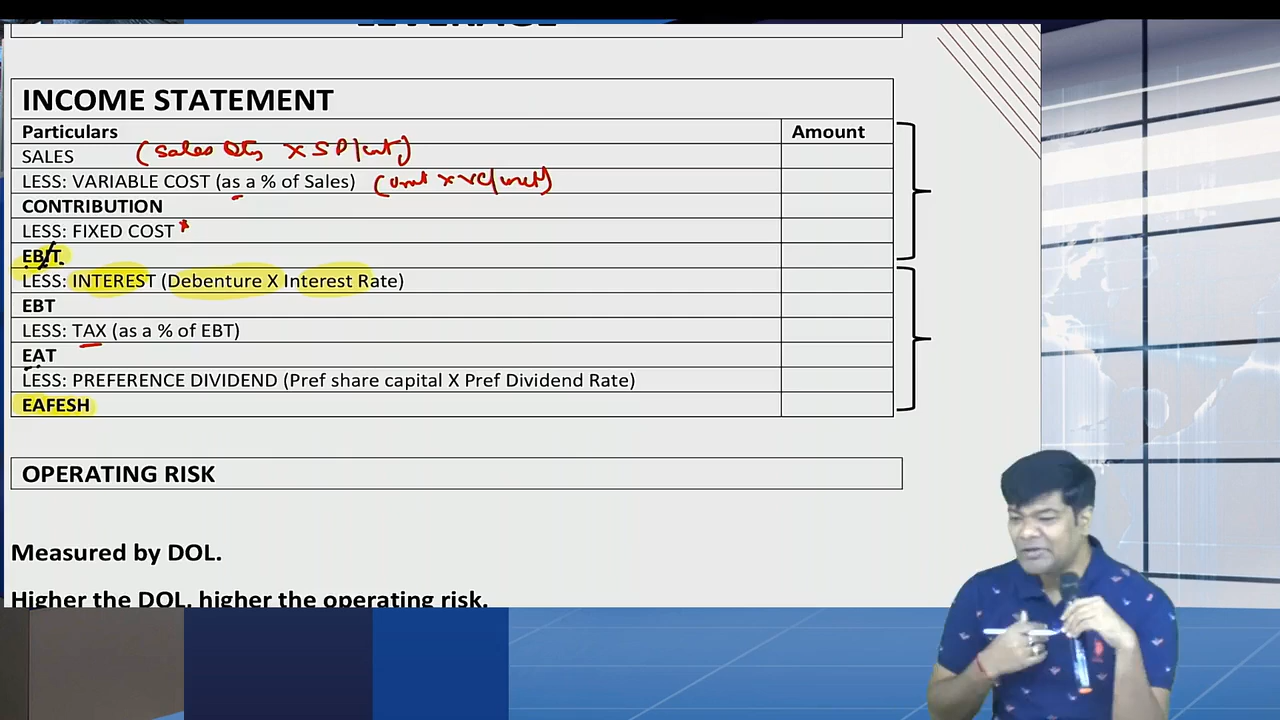 LEVERAGE
INCOME STATEMENT
Particulars Amount
SALES (Sales Qty X SP/unit)
LESS: VARIABLE COST (as a % of Sales) (Unit X VC/unit)
CONTRIBUTION
LESS: FIXED COST *
EBIT
LESS: INTEREST (Debenture X Interest Rate)
EBT
LESS: TAX (as a % of EBT)
EAT
LESS: PREFERENCE DIVIDEND (Pref share capital X Pref Dividend Rate)
EAFESH
OPERATING RISK
Measured by DOL.
Higher the DOL, higher the operating risk.